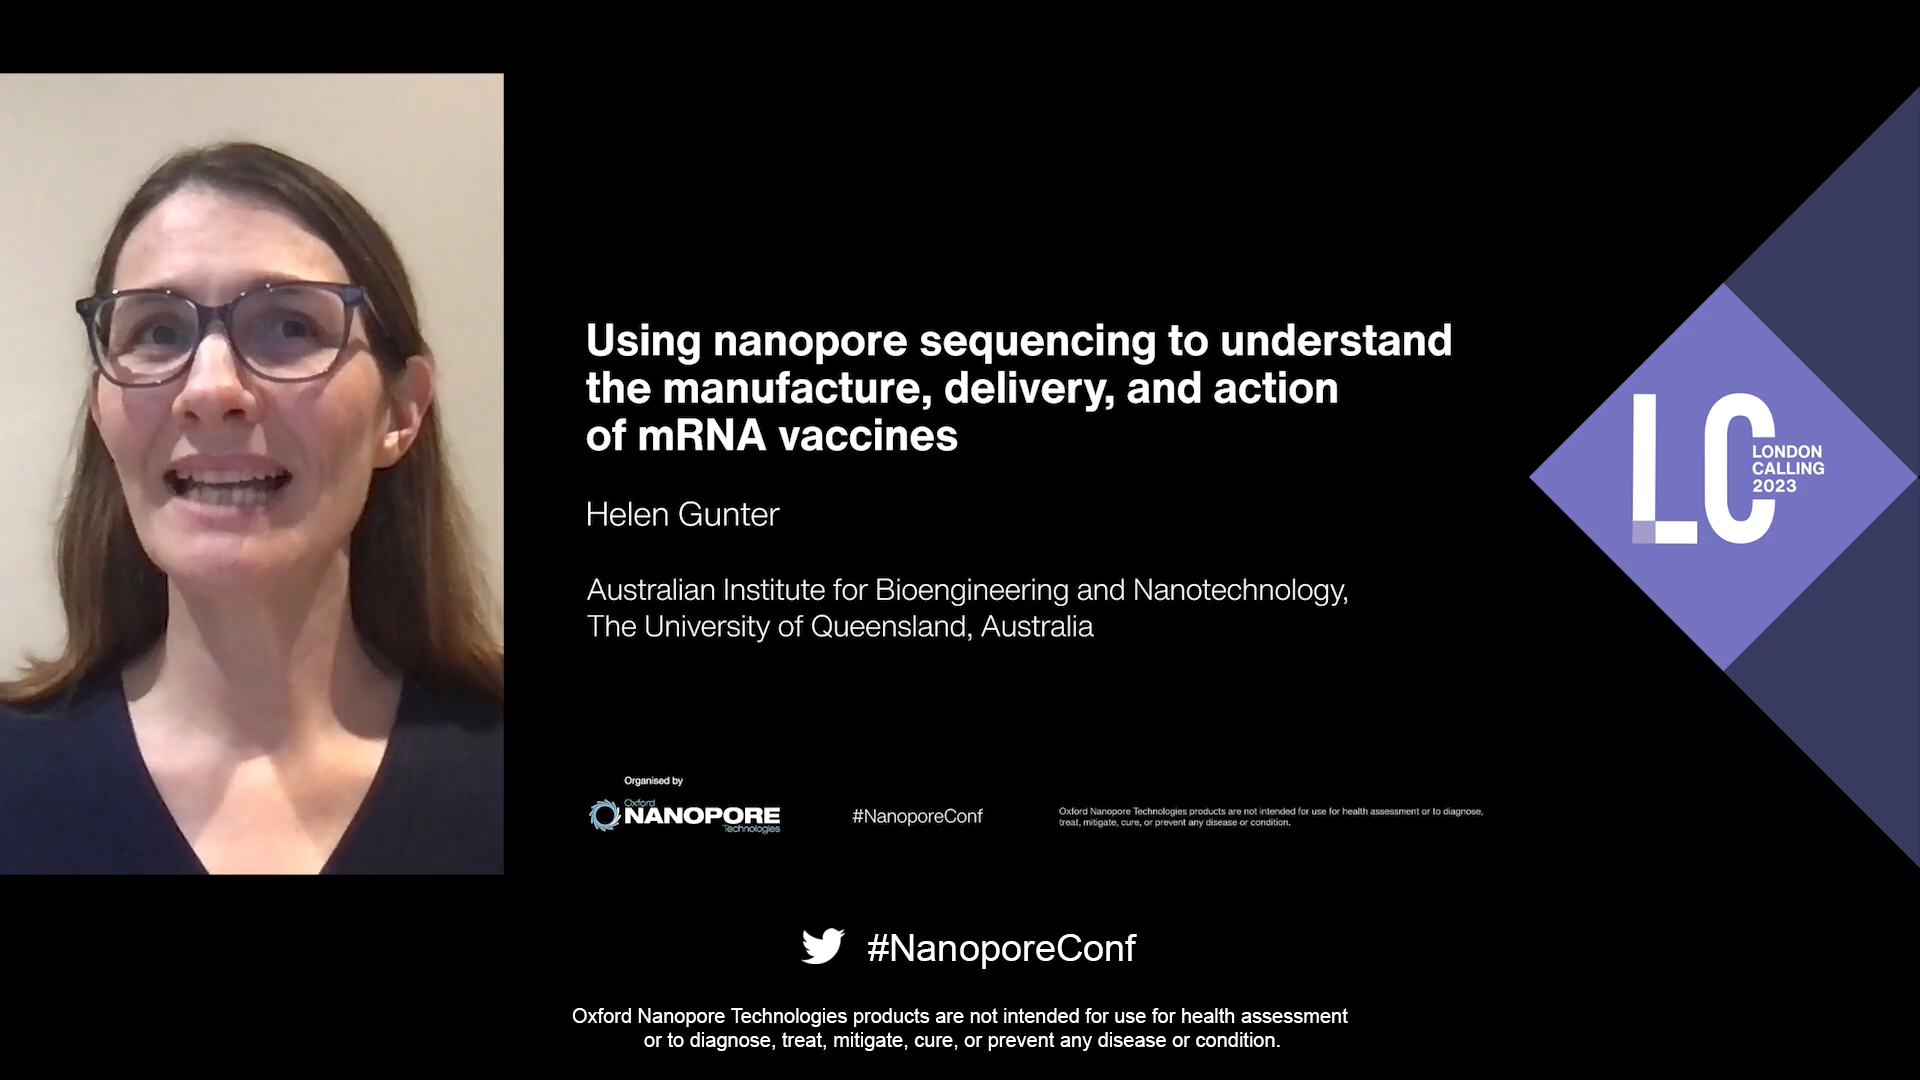 Using nanopore sequencing to understand
the manufacture, delivery, and action
of mRNA vaccines
Helen Gunter
Australian Institute for Bioengineering and Nanotechnology,
The University of Queensland, Australia
LC
LONDON
CALLING
2023
Organised by
Oxford
NANOPORE
Technologies
#NanoporeConf
Oxford Nanopore Technologies products are not intended for use for health assessment or to diagnose,
treat, mitigate, cure, or prevent any disease or condition.
#NanoporeConf
Oxford Nanopore Technologies products are not intended for use for health assessment
or to diagnose, treat, mitigate, cure, or prevent any disease or condition.